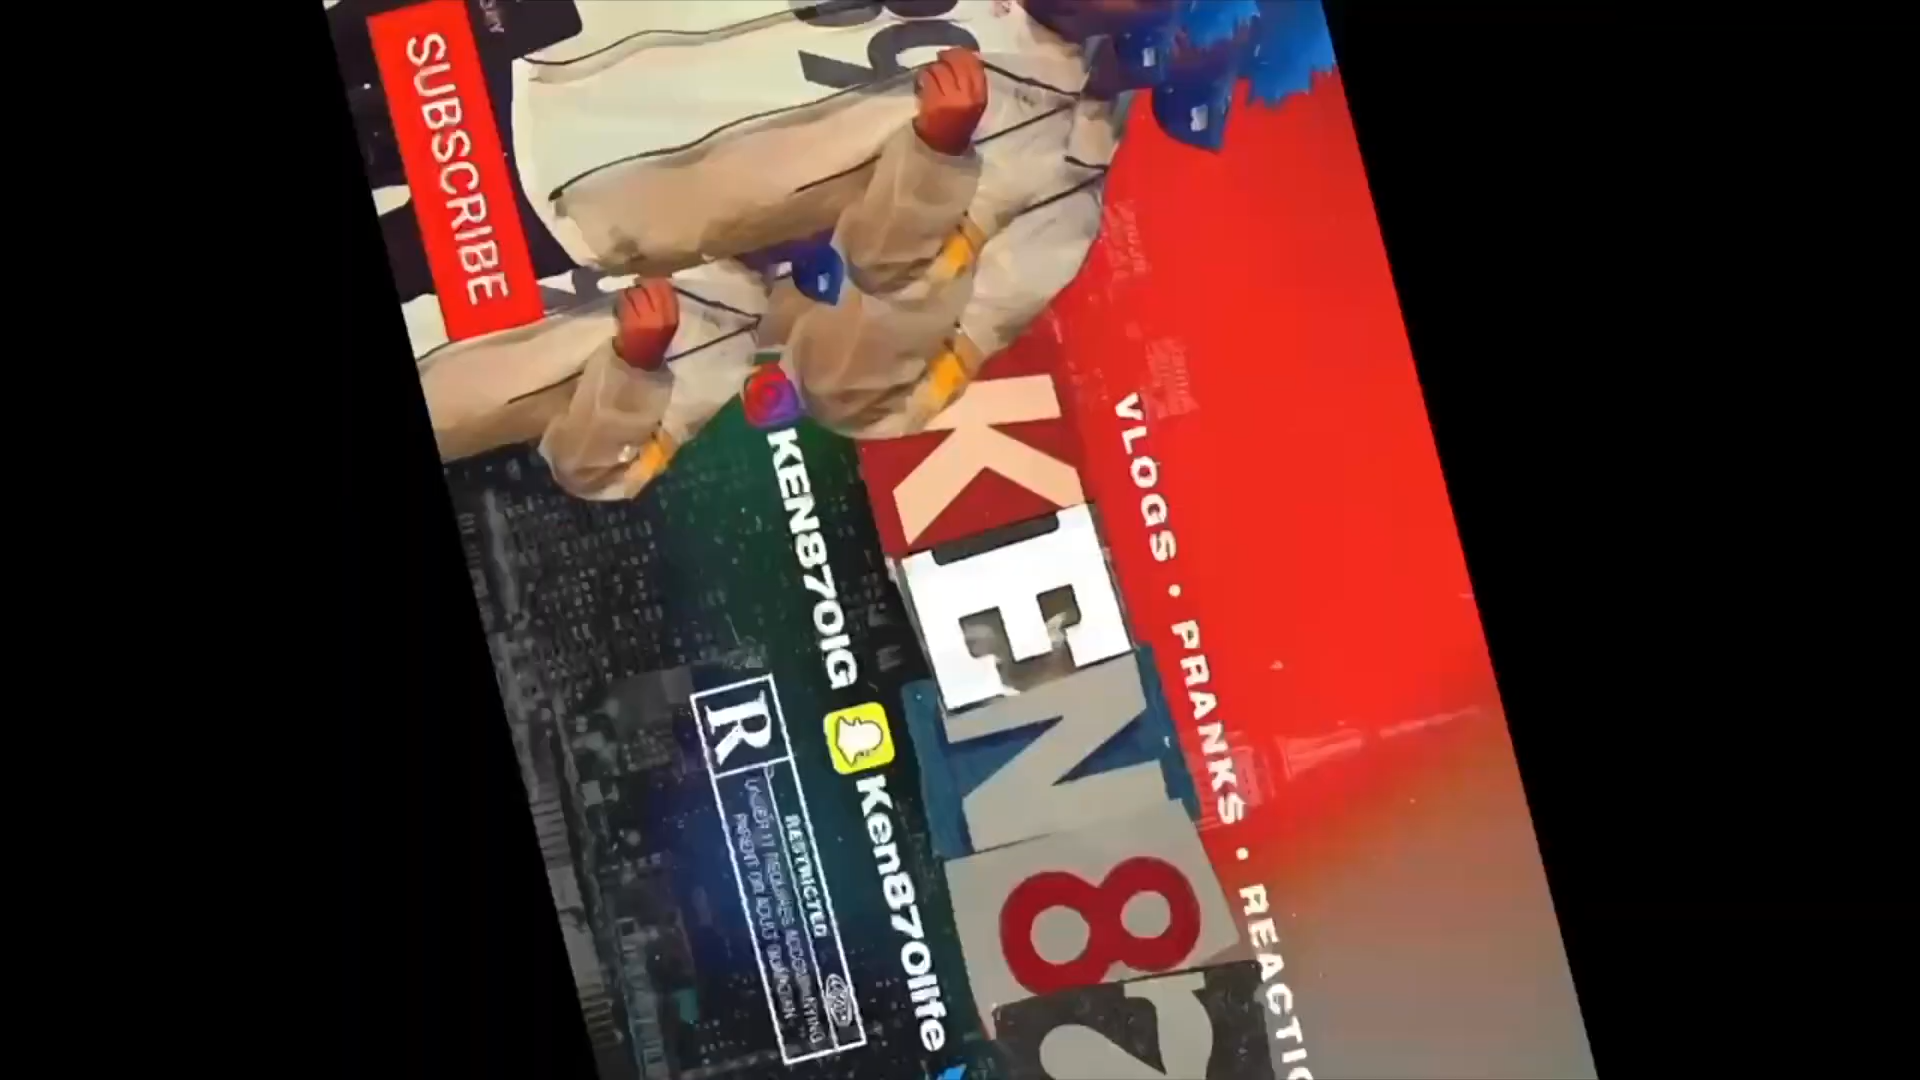 SUBSCRIBE
VLOGS • PRANKS • REACTIO
KEN87
KEN870IG Ken870life
R
RESTRICTED